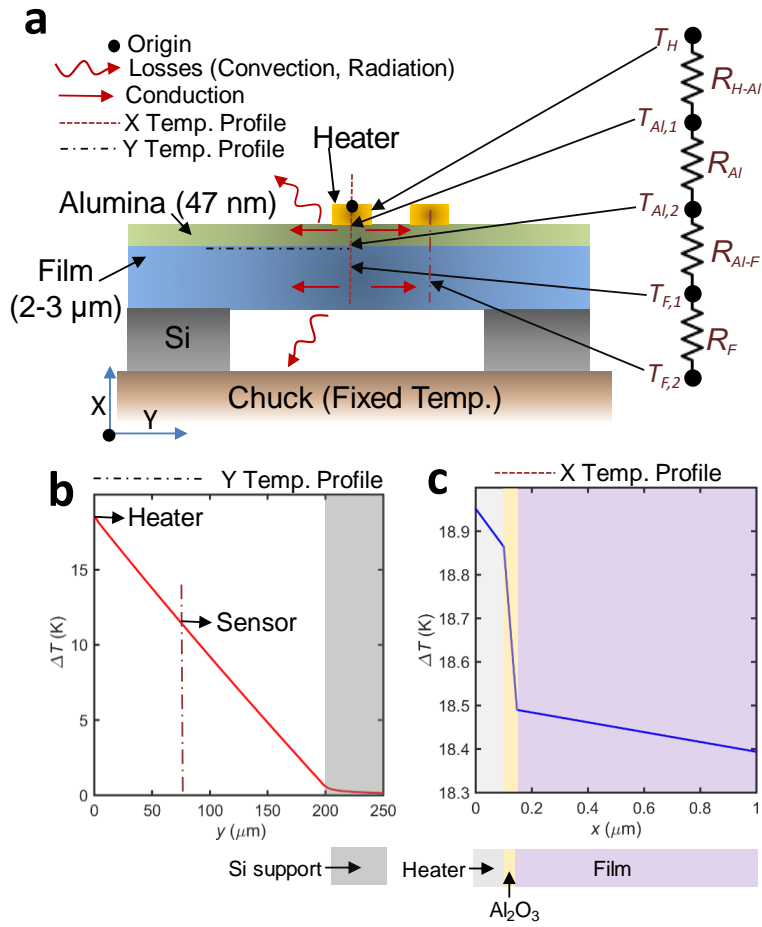 a
Origin
Losses (Convection, Radiation)
Conduction
X Temp. Profile
Y Temp. Profile
Heater
Alumina (47 nm)
Film
(2-3 μm)
Si
Chuck (Fixed Temp.)
X
Y
T_H
T_Al,1
T_Al,2
T_F,1
T_F,2
R_H-Al
R_Al
R_Al-F
R_F
b
Y Temp. Profile
Heater
Sensor
ΔT (K)
15
10
5
0
0
50
100
150
200
250
y (μm)
Si support
c
X Temp. Profile
ΔT (K)
18.9
18.8
18.7
18.6
18.5
18.4
18.3
0
0.2
0.4
0.6
0.8
1
x (μm)
Heater
Film
Al₂O₃